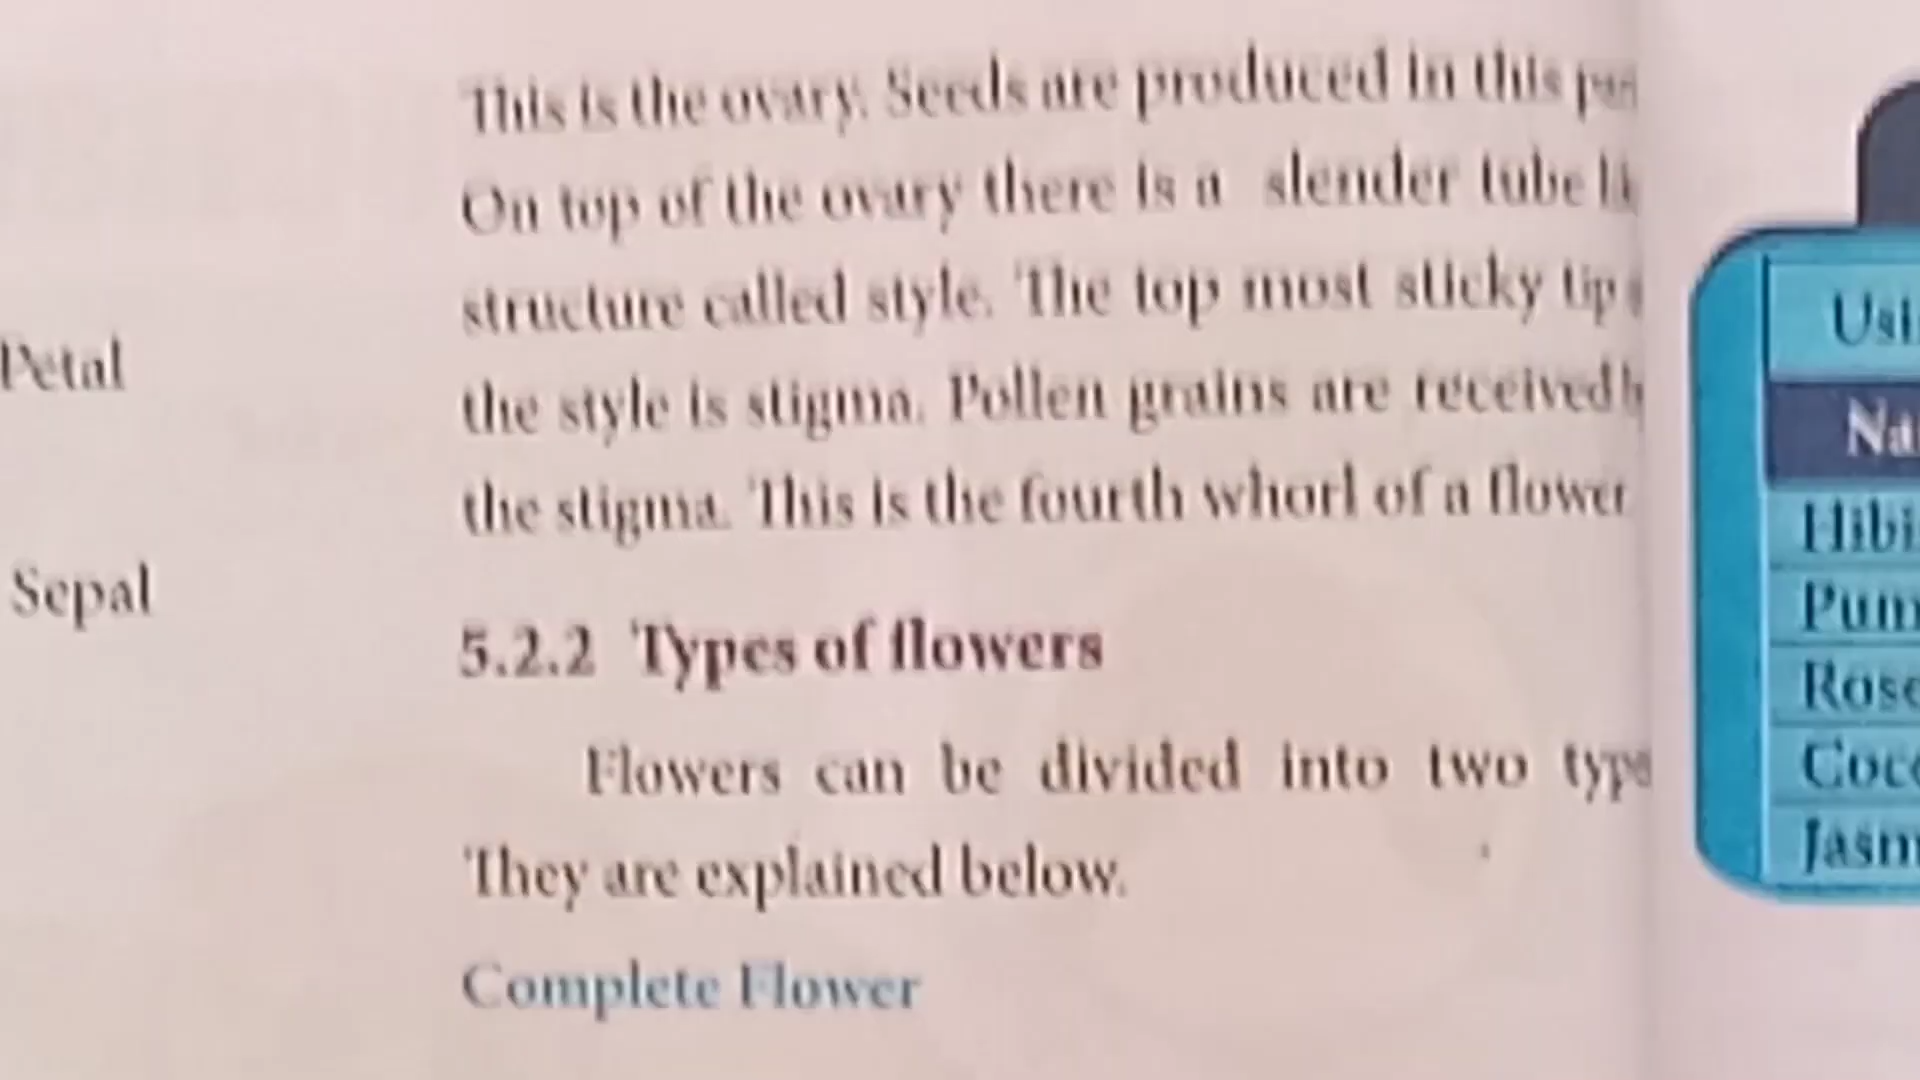 This is the ovary. Seeds are produced in this
On top of the ovary there is a slender tube
structure called style. The top most sticky tip
the style is stigma. Pollen grains are received
the stigma. This is the fourth whorl of a flower
Petal
Sepal
5.2.2 Types of flowers
Flowers can be divided into two
They are explained below.
Complete Flower
Rose